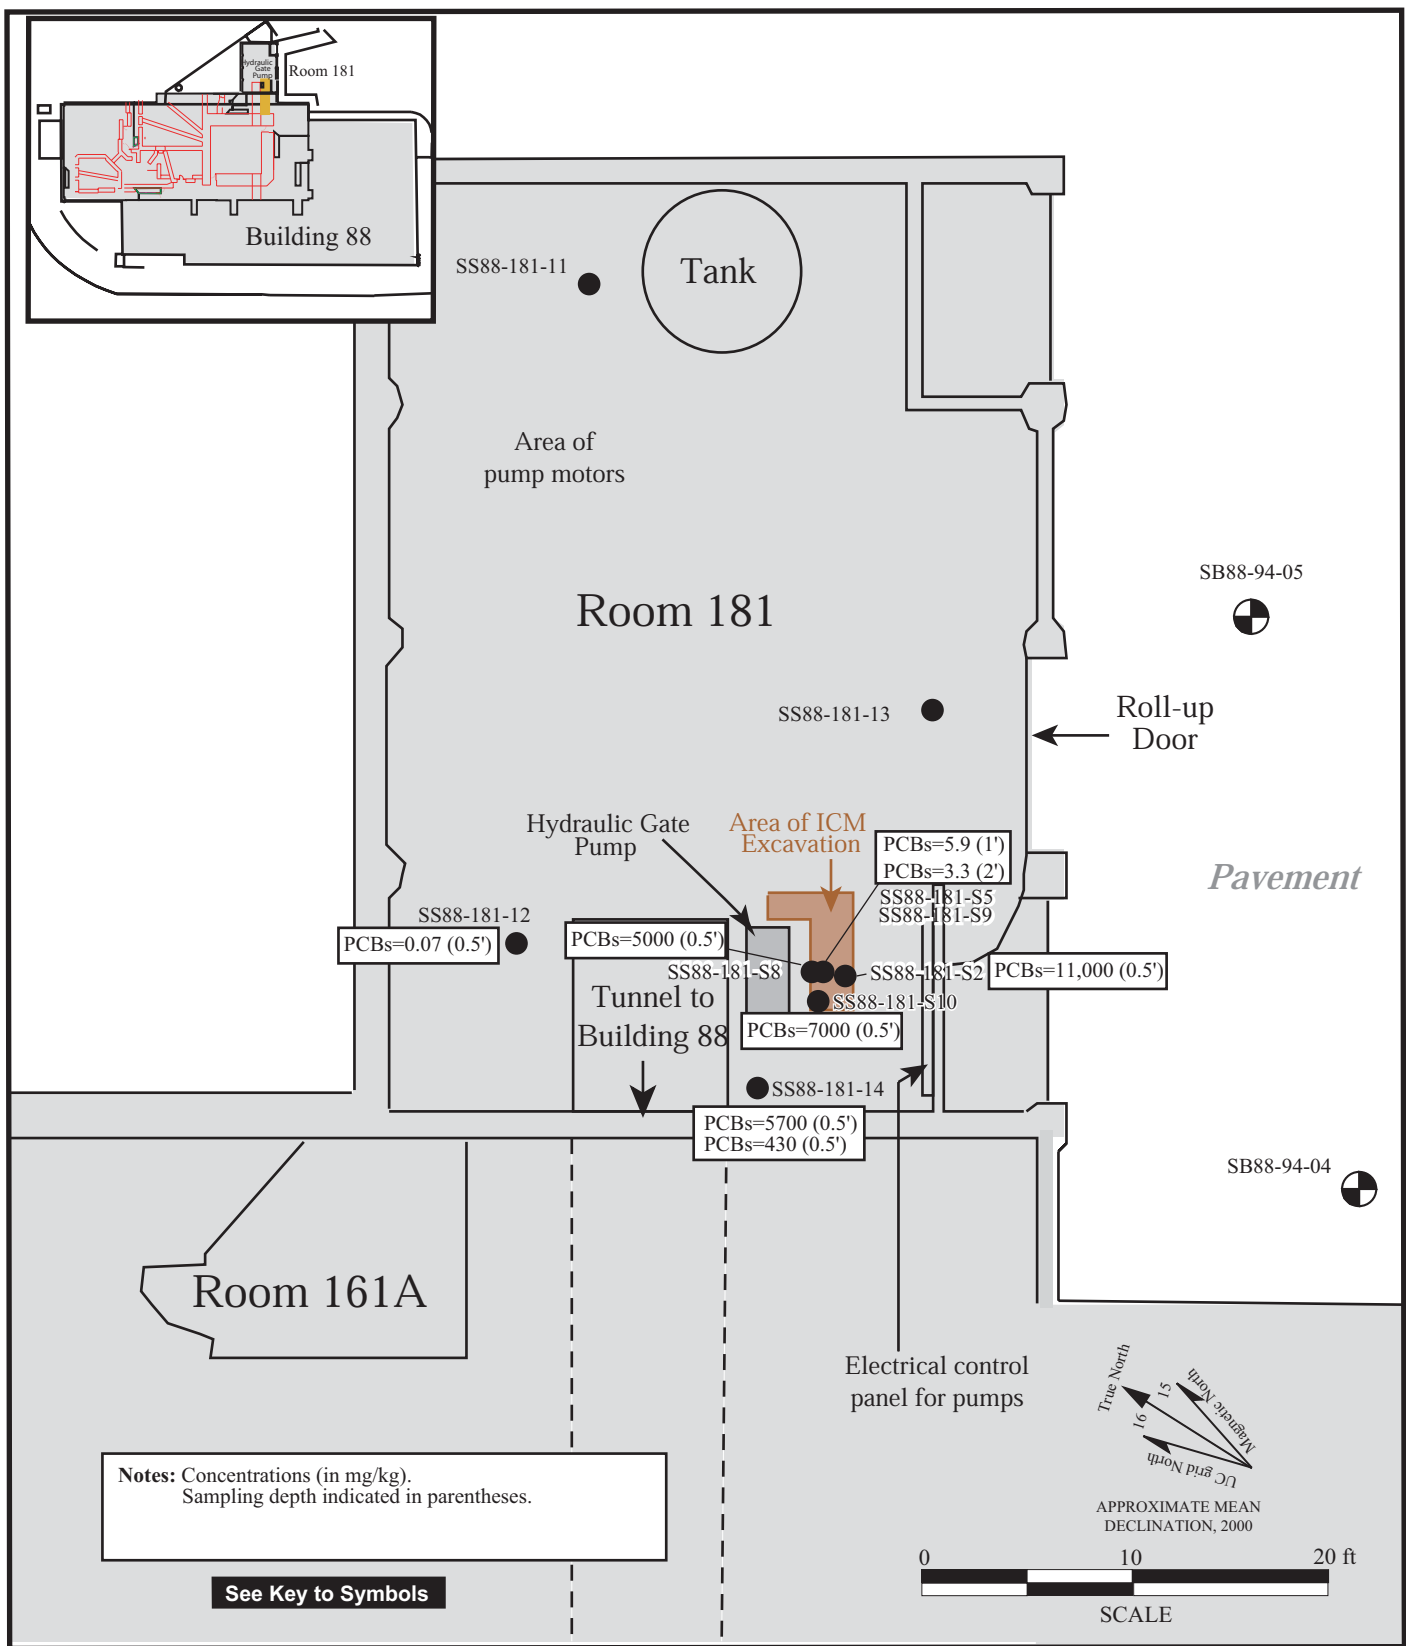 Hydraulic
Gate
Pump
Room 181
Building 88
SS88-181-11
Tank
Area of
pump motors
SB88-94-05
Room 181
SS88-181-13
Roll-up
Door
Hydraulic Gate
Pump
Area of ICM
Excavation
PCBs=5.9 (1')
PCBs=3.3 (2')
SS88-181-S5
SS88-181-S9
Pavement
SS88-181-12
PCBs=0.07 (0.5')
PCBs=5000 (0.5')
SS88-181-S8
SS88-181-S2
PCBs=11,000 (0.5')
SS88-181-S10
Tunnel to
Building 88
PCBs=7000 (0.5')
SS88-181-14
PCBs=5700 (0.5')
PCBs=430 (0.5')
SB88-94-04
Room 161A
Electrical control
panel for pumps
True North
15
Magnetic North
16
UC grid North
APPROXIMATE MEAN
DECLINATION, 2000
Notes: Concentrations (in mg/kg).
Sampling depth indicated in parentheses.
See Key to Symbols
0 10 20 ft
SCALE